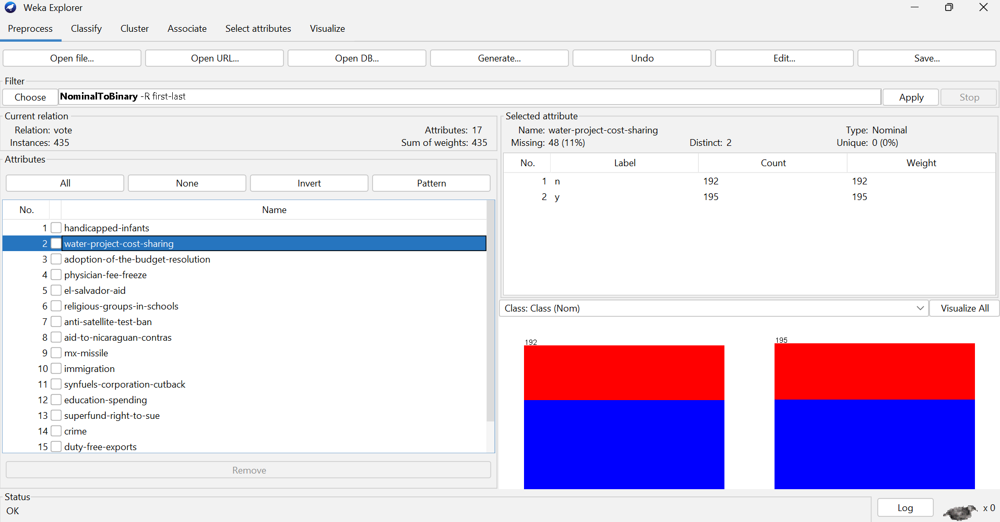 Weka Explorer
Preprocess Classify Cluster Associate Select attributes Visualize
Open file... Open URL... Open DB... Generate... Undo Edit... Save...
Filter
Choose NominalToBinary -R first-last Apply Stop
Current relation
Relation: vote Attributes: 17
Instances: 435 Sum of weights: 435
Attributes
All None Invert Pattern
No. Name
1 handicapped-infants
2 water-project-cost-sharing
3 adoption-of-the-budget-resolution
4 physician-fee-freeze
5 el-salvador-aid
6 religious-groups-in-schools
7 anti-satellite-test-ban
8 aid-to-nicaraguan-contras
9 mx-missile
10 immigration
11 synfuels-corporation-cutback
12 education-spending
13 superfund-right-to-sue
14 crime
15 duty-free-exports
Remove
Selected attribute
Name: water-project-cost-sharing Type: Nominal
Missing: 48 (11%) Distinct: 2 Unique: 0 (0%)
No. Label Count Weight
1 n 192 192
2 y 195 195
Class: Class (Nom) Visualize All
192 195
Status
OK
Log x 0